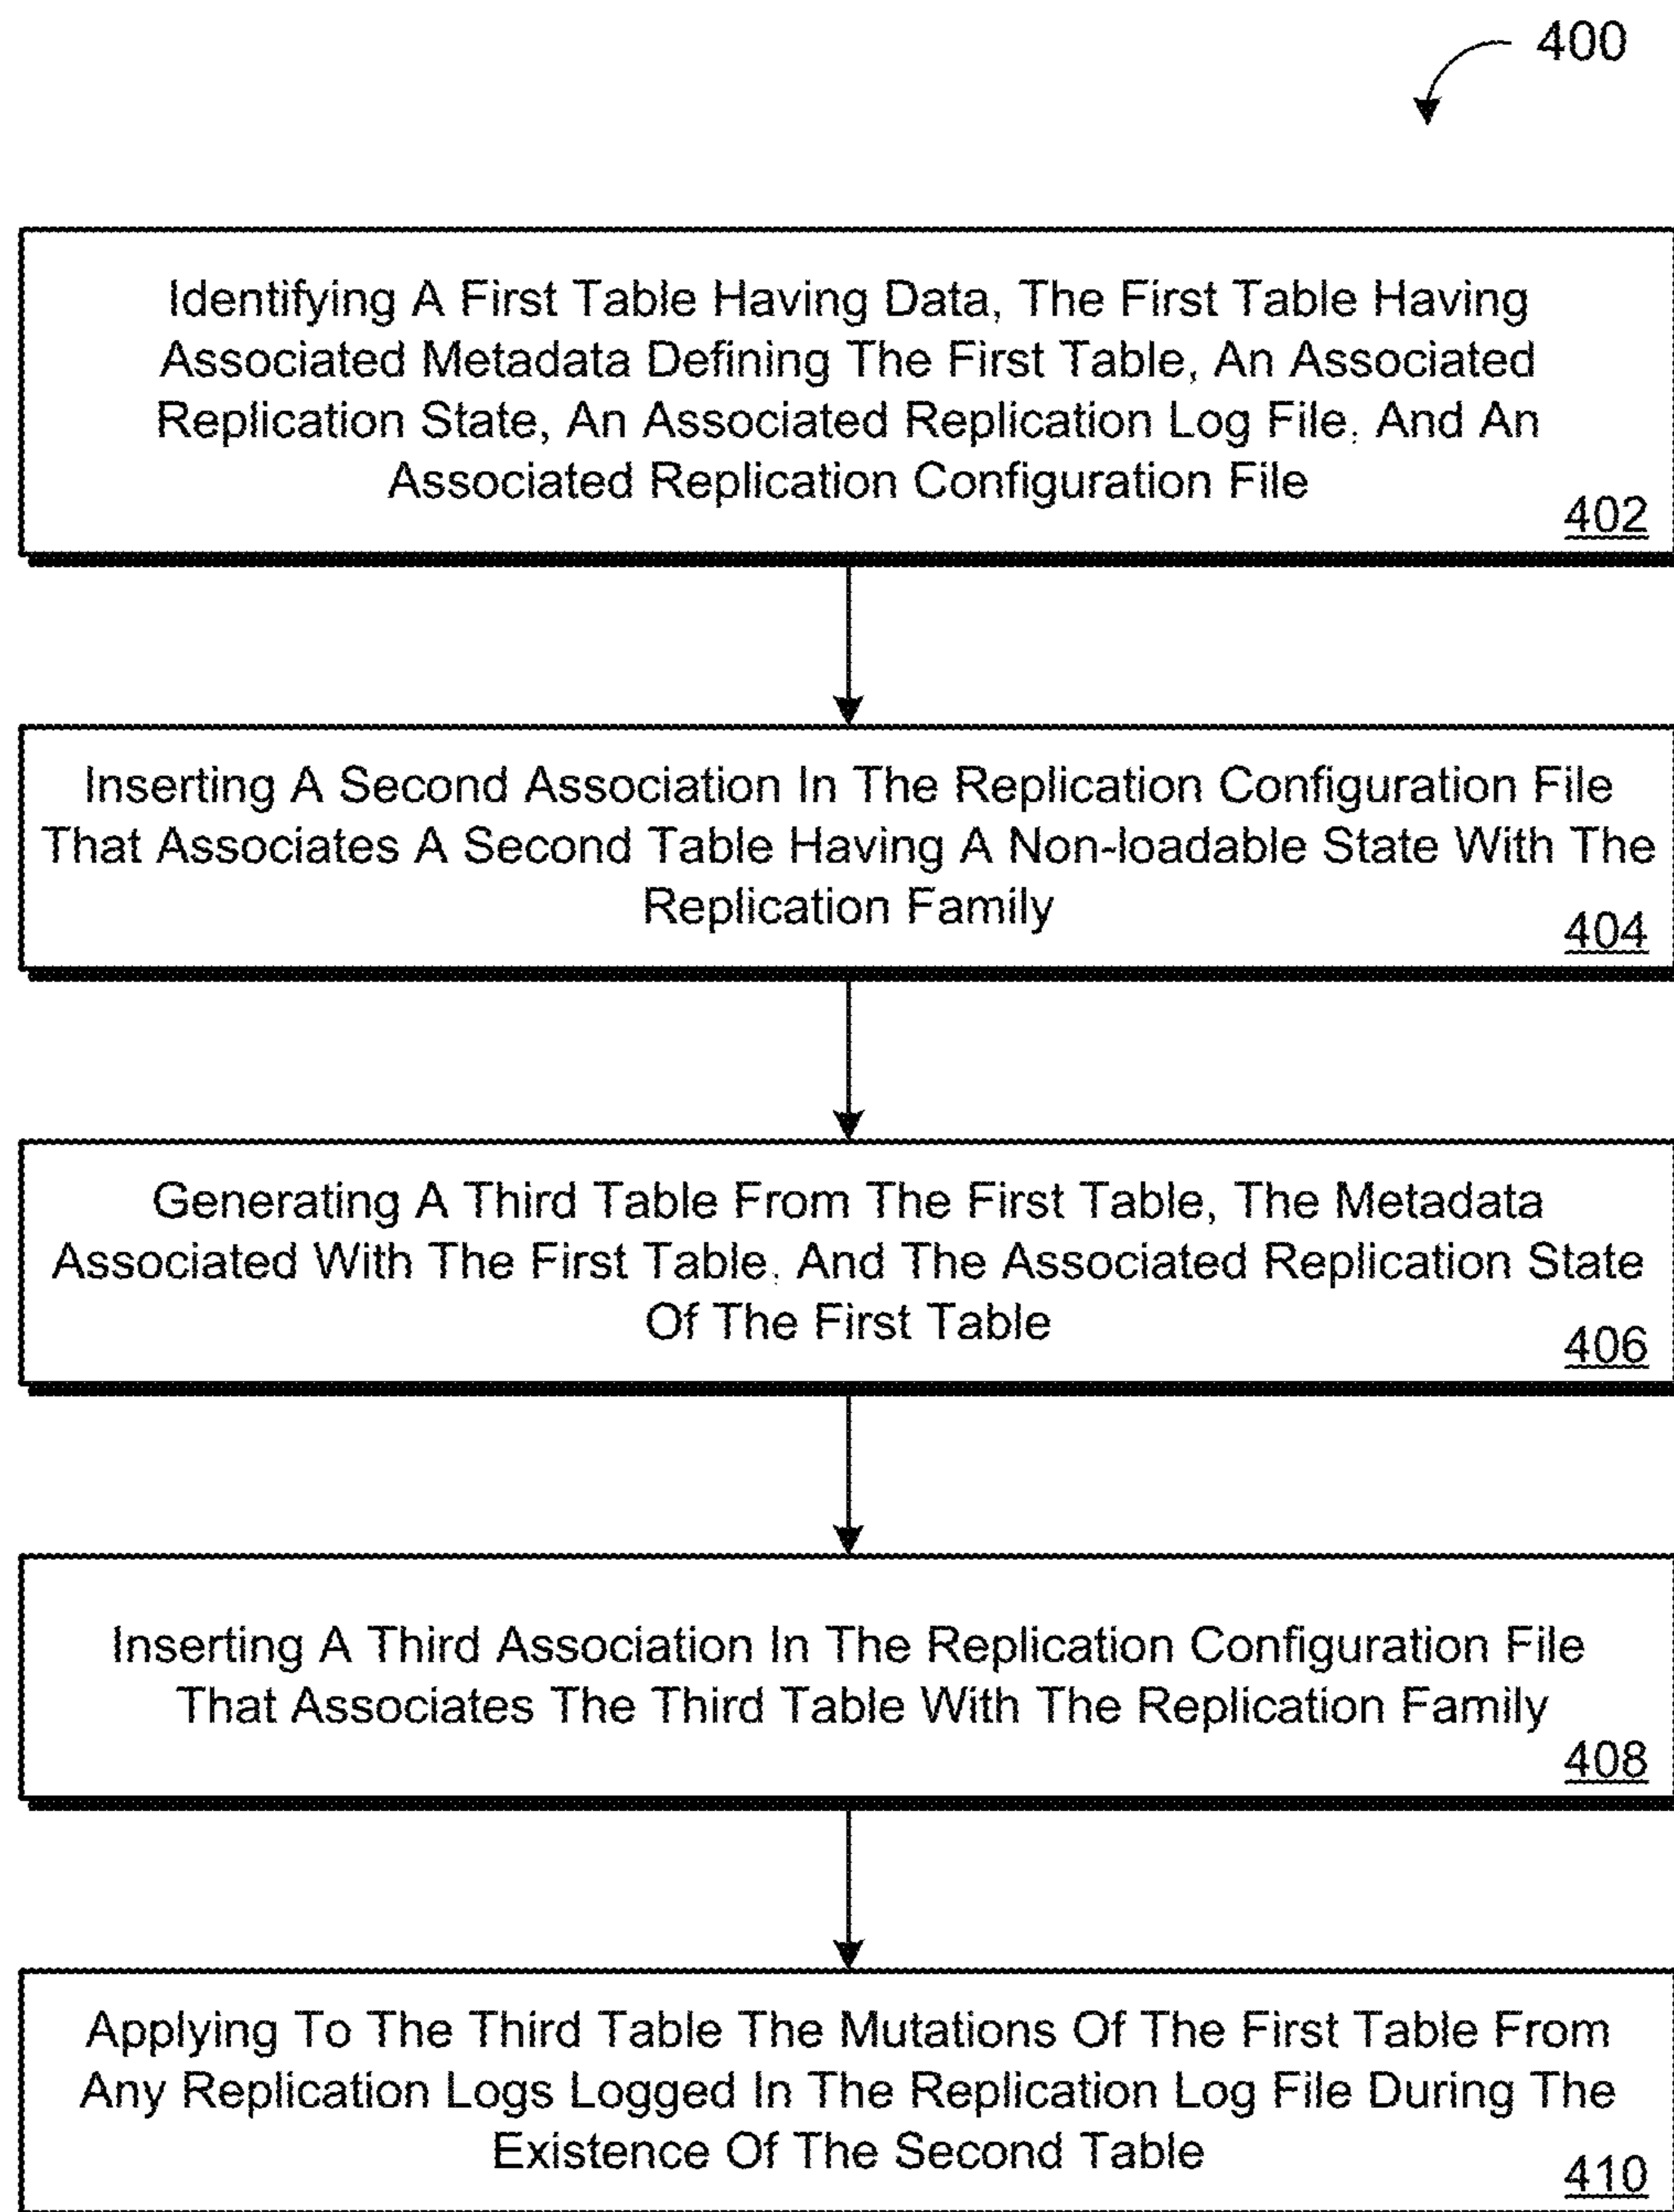 400
Identifying A First Table Having Data, The First Table Having
Associated Metadata Defining The First Table, An Associated
Replication State, An Associated Replication Log File, And An
Associated Replication Configuration File
402
Inserting A Second Association In The Replication Configuration File
That Associates A Second Table Having A Non-loadable State With The
Replication Family
404
Generating A Third Table From The First Table, The Metadata
Associated With The First Table, And The Associated Replication State
Of The First Table
406
Inserting A Third Association In The Replication Configuration File
That Associates The Third Table With The Replication Family
408
Applying To The Third Table The Mutations Of The First Table From
Any Replication Logs Logged In The Replication Log File During The
Existence Of The Second Table
410